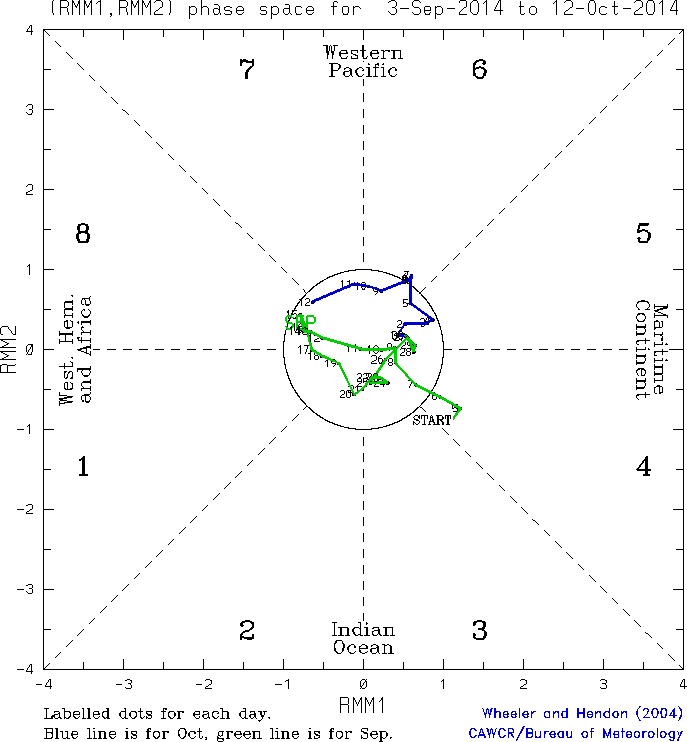 (RMM1,RMM2) phase space for 3-Sep-2014 to 12-Oct-2014
4
Western
Pacific
7
6
3
2
8
5
1
West. Hem.
and Africa
Maritime
Continent
RMM2
SEP
START
0
-1
1
4
-2
-3
2
3
Indian
Ocean
-4
-4 -3 -2 -1 0 1 2 3 4
RMM1
Labelled dots for each day.
Blue line is for Oct, green line is for Sep.
Wheeler and Hendon (2004)
CAWCR/Bureau of Meteorology